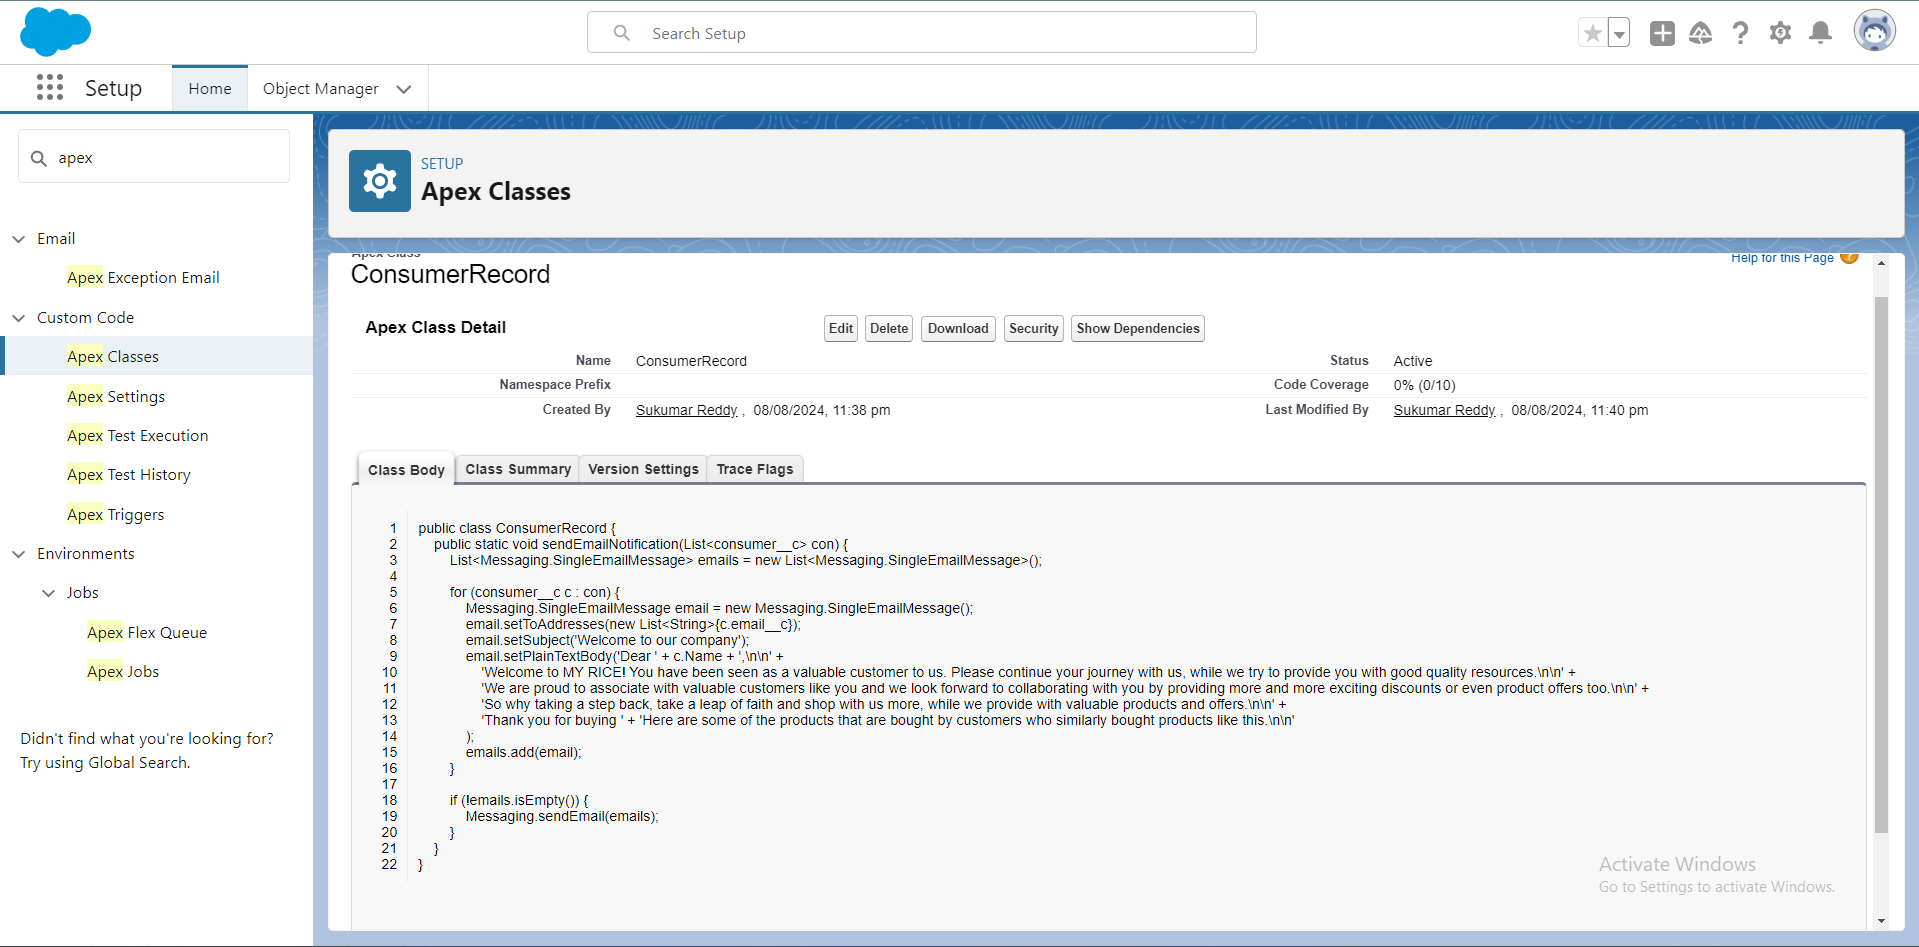 Search Setup
Setup
Home
Object Manager
apex
Email
Apex Exception Email
Custom Code
Apex Classes
Apex Settings
Apex Test Execution
Apex Test History
Apex Triggers
Environments
Jobs
Apex Flex Queue
Apex Jobs
Didn't find what you're looking for?
Try using Global Search.
SETUP
Apex Classes
Apex Class
ConsumerRecord
Help for this Page
Apex Class Detail
Edit Delete Download Security Show Dependencies
Name ConsumerRecord Status Active
Namespace Prefix Code Coverage 0% (0/10)
Created By Sukumar Reddy , 08/08/2024, 11:38 pm Last Modified By Sukumar Reddy , 08/08/2024, 11:40 pm
Class Body Class Summary Version Settings Trace Flags
1 public class ConsumerRecord {
2 public static void sendEmailNotification(List<consumer__c> con) {
3 List<Messaging.SingleEmailMessage> emails = new List<Messaging.SingleEmailMessage>();
4
5 for (consumer__c c : con) {
6 Messaging.SingleEmailMessage email = new Messaging.SingleEmailMessage();
7 email.setToAddresses(new List<String>{c.email__c});
8 email.setSubject('Welcome to our company');
9 email.setPlainTextBody('Dear ' + c.Name + ',\n\n' +
10 'Welcome to MY RICE! You have been seen as a valuable customer to us. Please continue your journey with us, while we try to provide you with good quality resources.\n\n' +
11 'We are proud to associate with valuable customers like you and we look forward to collaborating with you by providing more and more exciting discounts or even product offers too.\n\n' +
12 'So why taking a step back, take a leap of faith and shop with us more, while we provide with valuable products and offers.\n\n' +
13 'Thank you for buying ' + 'Here are some of the products that are bought by customers who similarly bought products like this.\n\n'
14 );
15 emails.add(email);
16 }
17
18 if (!emails.isEmpty()) {
19 Messaging.sendEmail(emails);
20 }
21 }
22 }
Activate Windows
Go to Settings to activate Windows.